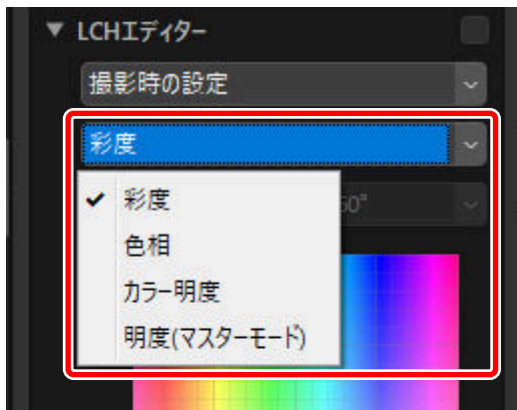 ▼ LCHエディター
撮影時の設定
彩度
✓ 彩度
60°
色相
カラー明度
明度(マスターモード)